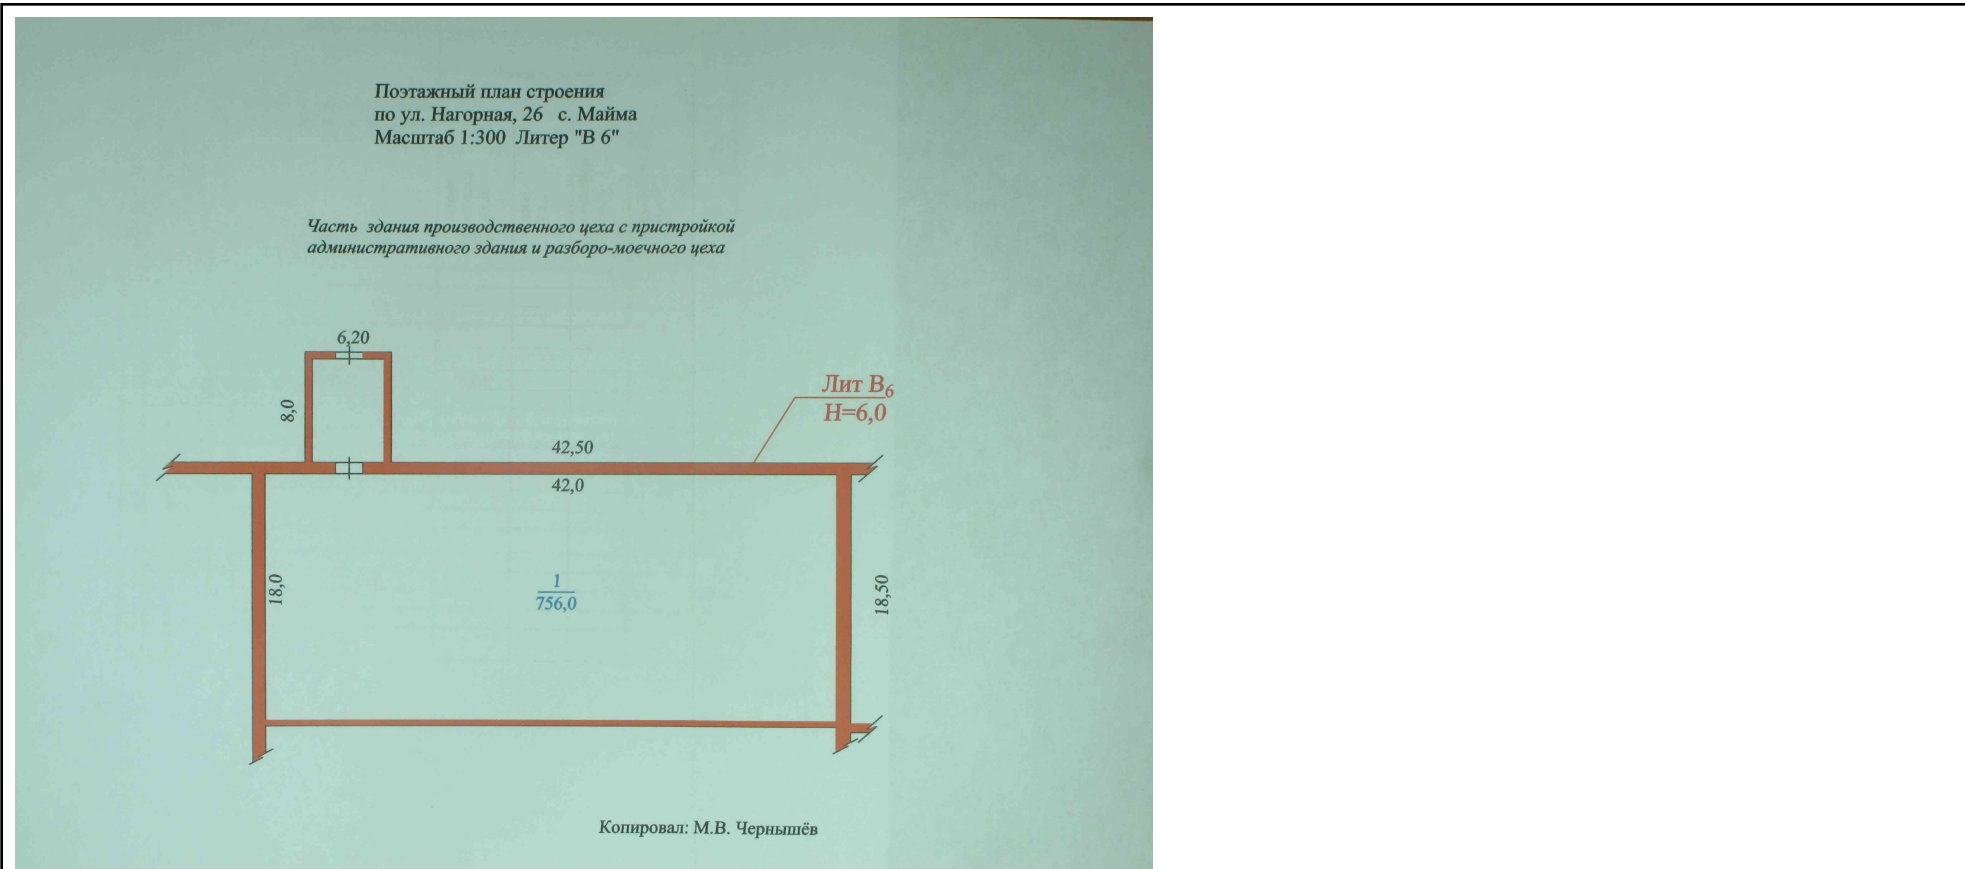 Поэтажный план строения
по ул. Нагорная, 26 с. Майма
Масштаб 1:300 Литер "В 6"
Часть здания производственного цеха с пристройкой
административного здания и разборо-моечного цеха
6,20
8,0
Лит В6
Н=6,0
42,50
42,0
18,0
1
756,0
18,50
Копировал: М.В. Чернышёв